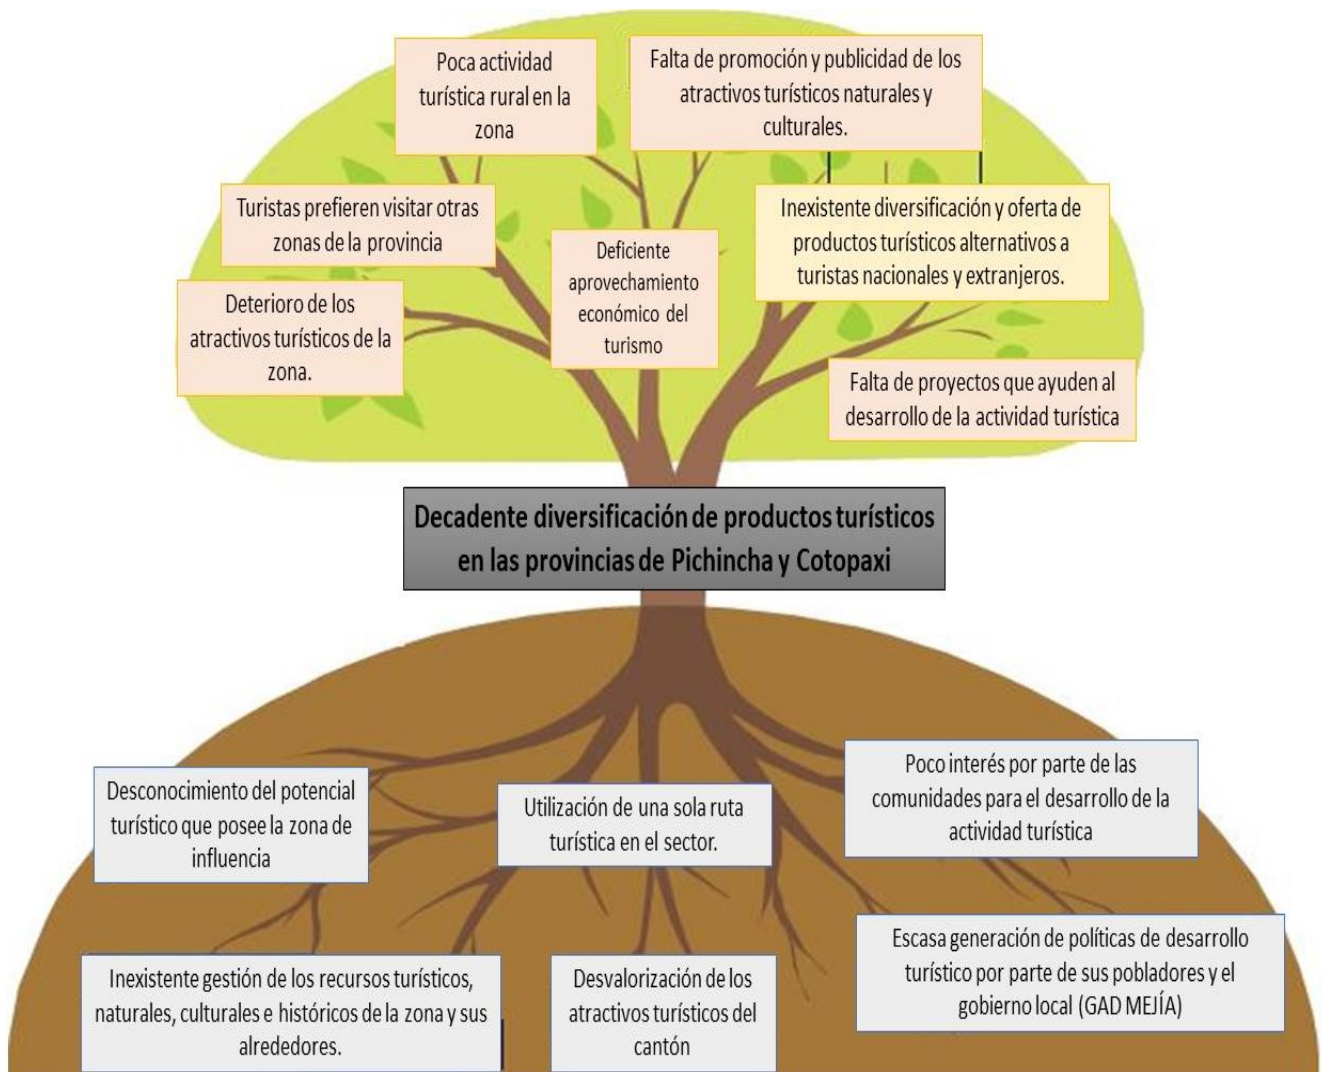 Poca actividad
turística rural en la
zona
Falta de promoción y publicidad de los
atractivos turísticos naturales y
culturales.
Turistas prefieren visitar otras
zonas de la provincia
Inexistente diversificación y oferta de
productos turísticos alternativos a
turistas nacionales y extranjeros.
Deficiente
aprovechamiento
económico del
turismo
Deterioro de los
atractivos turísticos de la
zona.
Falta de proyectos que ayuden al
desarrollo de la actividad turística
Decadente diversificación de productos turísticos
en las provincias de Pichincha y Cotopaxi
Desconocimiento del potencial
turístico que posee la zona de
influencia
Utilización de una sola ruta
turística en el sector.
Poco interés por parte de las
comunidades para el desarrollo de la
actividad turística
Inexistente gestión de los recursos turísticos,
naturales, culturales e históricos de la zona y sus
alrededores.
Desvalorización de los
atractivos turísticos del
cantón
Escasa generación de políticas de desarrollo
turístico por parte de sus pobladores y el
gobierno local (GAD MEJÍA)